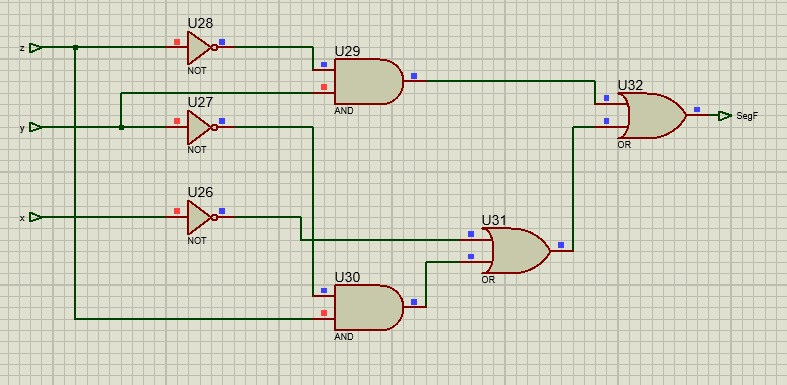 U28
z
NOT
U29
AND
U32
SegF
OR
U27
y
NOT
U26
x
NOT
U31
OR
U30
AND